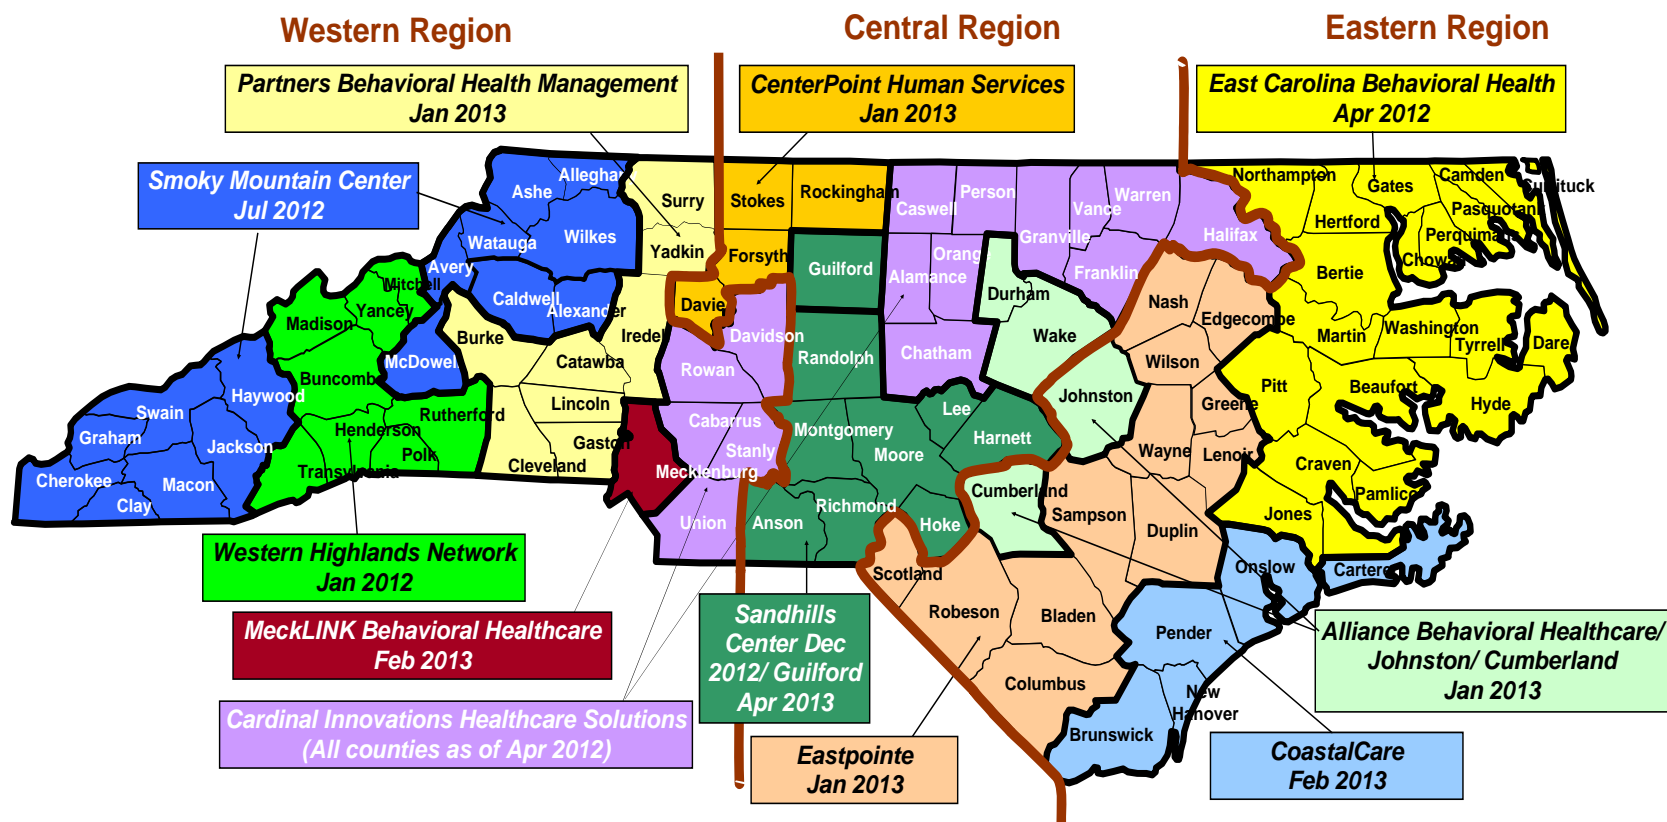 Western Region
Central Region
Eastern Region
Partners Behavioral Health Management
Jan 2013
CenterPoint Human Services
Jan 2013
East Carolina Behavioral Health
Apr 2012
Smoky Mountain Center
Jul 2012
Alleghan
Ashe
Surry
Stokes
Rockingham
Caswell
Person
Vance
Warren
Northampton
Gates
Camden
Currituck
Watauga
Wilkes
Yadkin
Forsyth
Guilford
Alamance
Orang
Granville
Franklin
Halifax
Hertford
Pasquotank
Perquiman
Chowan
Bertie
Avery
Mitchell
Caldwell
Alexander
Davie
Durham
Nash
Edgecombe
Madison
Yancey
Burke
Iredel
Davidson
Randolph
Chatham
Wake
Wilson
Martin
Washington
Tyrrell
Dare
McDowel
Catawba
Rowan
Buncomb
Haywood
Swain
Rutherford
Lincoln
Cabarrus
Stanly
Montgomery
Lee
Harnett
Johnston
Greene
Pitt
Beaufort
Hyde
Graham
Jackson
Henderson
Polk
Gaston
Cleveland
Mecklenburg
Moore
Wayne
Lenoir
Craven
Pamlico
Cherokee
Clay
Macon
Transylvania
Union
Anson
Richmond
Hoke
Cumberland
Sampson
Duplin
Jones
Onslow
Carteret
Scotland
Robeson
Bladen
Pender
Columbus
New
Hanover
Brunswick
Western Highlands Network
Jan 2012
MeckLINK Behavioral Healthcare
Feb 2013
Sandhills
Center Dec
2012/ Guilford
Apr 2013
Alliance Behavioral Healthcare/
Johnston/ Cumberland
Jan 2013
Cardinal Innovations Healthcare Solutions
(All counties as of Apr 2012)
Eastpointe
Jan 2013
CoastalCare
Feb 2013